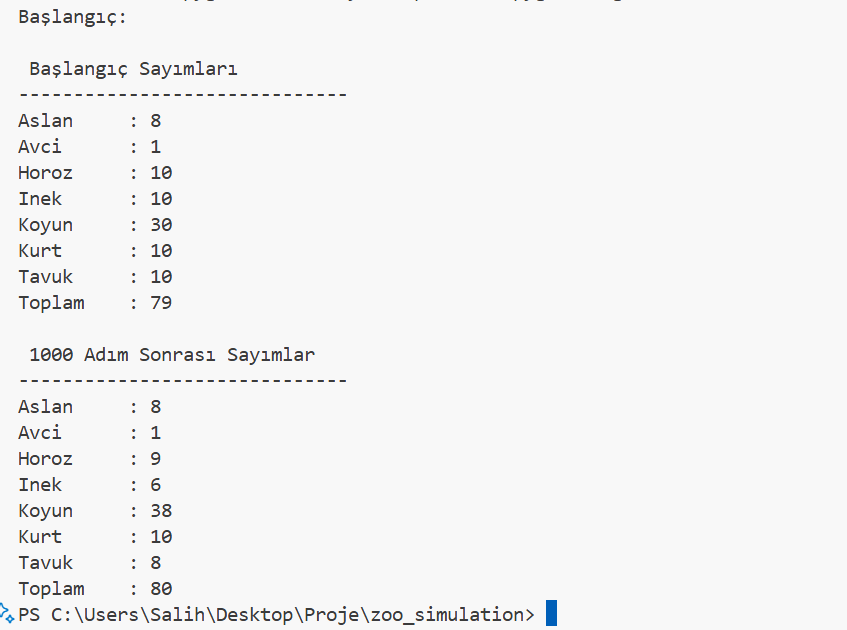 Başlangıç:
Başlangıç Sayımları
------------------------------
Aslan     : 8
Avci      : 1
Horoz     : 10
Inek      : 10
Koyun     : 30
Kurt      : 10
Tavuk     : 10
Toplam    : 79
1000 Adım Sonrası Sayımlar
------------------------------
Aslan     : 8
Avci      : 1
Horoz     : 9
Inek      : 6
Koyun     : 38
Kurt      : 10
Tavuk     : 8
Toplam    : 80
PS C:\Users\Salih\Desktop\Proje\zoo_simulation>